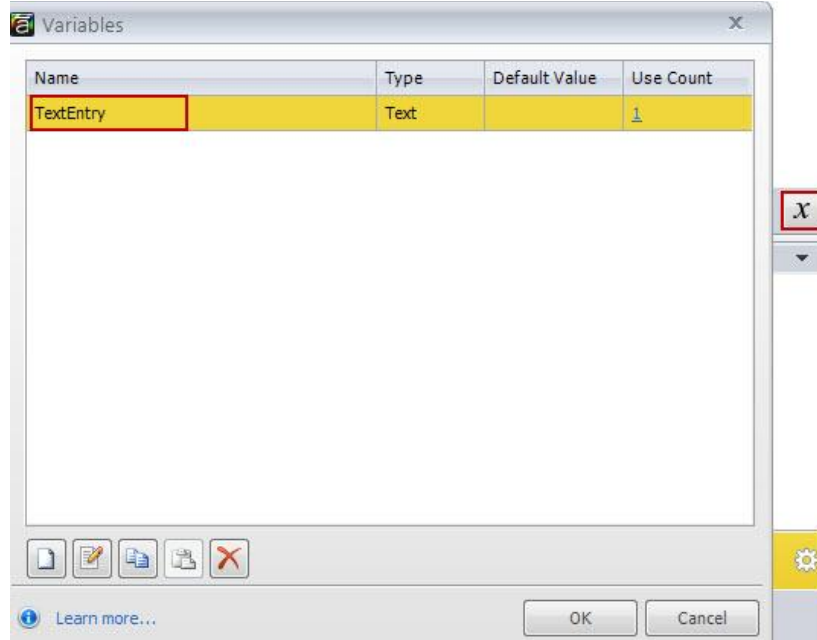 Variables
Name Type Default Value Use Count
TextEntry Text 1
x
Learn more... OK Cancel